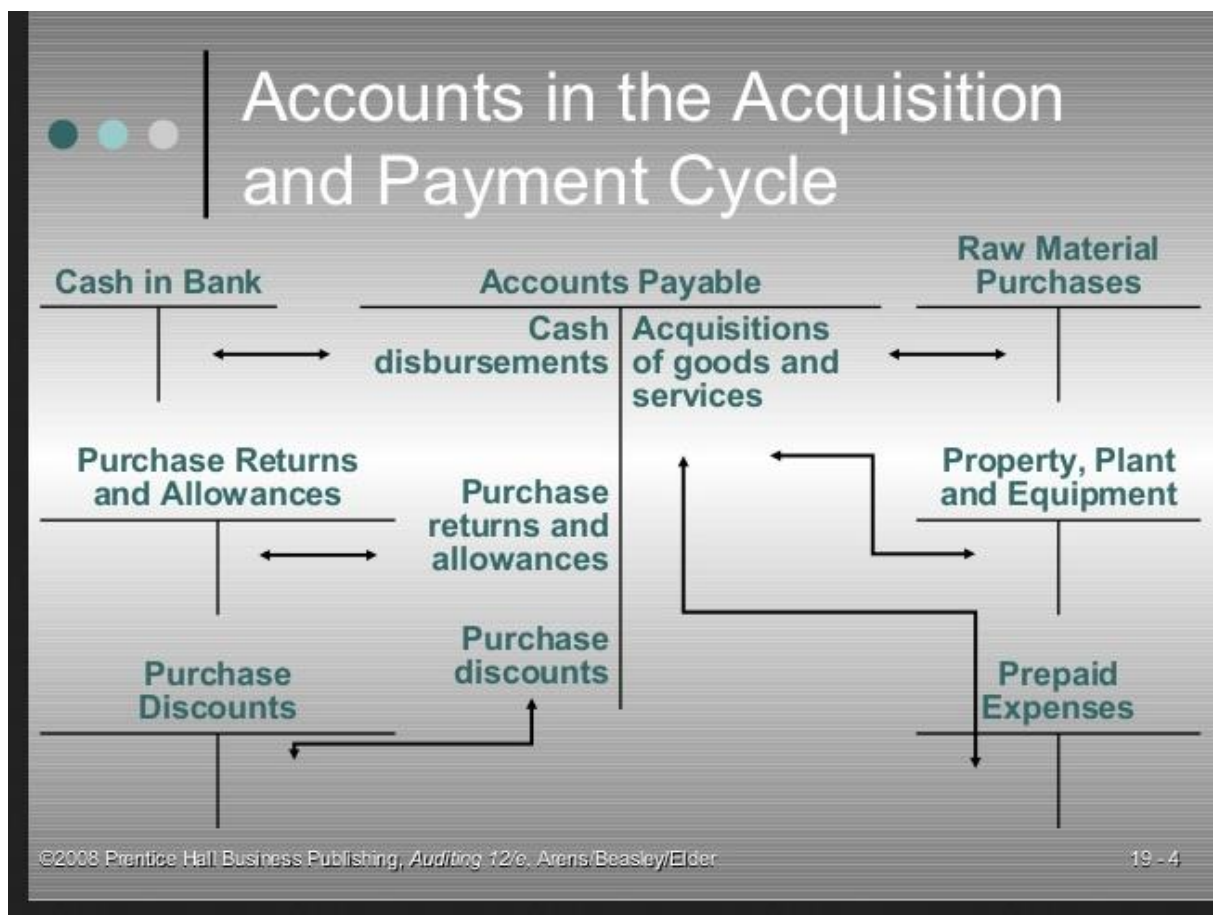 Accounts in the Acquisition
and Payment Cycle
Cash in Bank
Accounts Payable
Raw Material
Purchases
Cash
disbursements
Acquisitions
of goods and
services
Purchase Returns
and Allowances
Purchase
returns and
allowances
Property, Plant
and Equipment
Purchase
Discounts
Purchase
discounts
Prepaid
Expenses
©2008 Prentice Hall Business Publishing, Auditing 12/e, Arens/Beasley/Elder
19 - 4